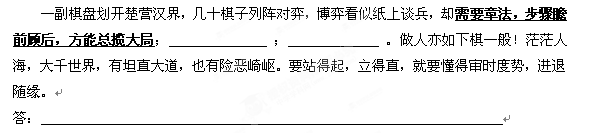 一副棋盘划开楚营汉界，几十棋子列阵对弈，博弈看似纸上谈兵，却需要章法，步骤瞻
前顾后，方能总揽大局；＿＿＿＿＿＿＿＿；＿＿＿＿＿＿＿＿。做人亦如下棋一般！茫茫人
海，大千世界，有坦直大道，也有险恶崎岖。要站得起，立得直，就要懂得审时度势，进退
随缘。
答：＿＿＿＿＿＿＿＿＿＿＿＿＿＿＿＿＿＿＿＿＿＿＿＿＿＿＿＿